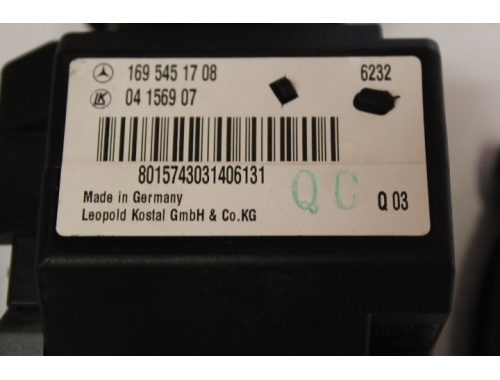 169 545 17 08 6232
LK 04 1569 07
8015743031406131
QC
Made in Germany
Leopold Kostal GmbH & Co.KG Q 03